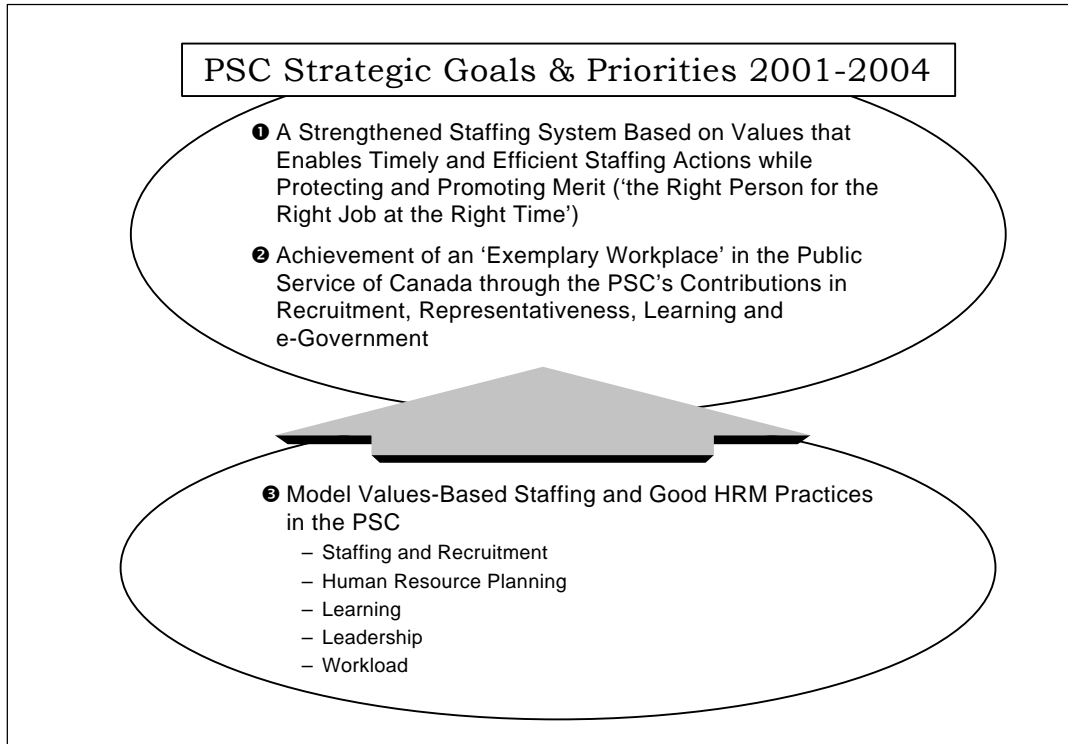 PSC Strategic Goals & Priorities 2001-2004
❶ A Strengthened Staffing System Based on Values that
Enables Timely and Efficient Staffing Actions while
Protecting and Promoting Merit (‘the Right Person for the
Right Job at the Right Time’)
❷ Achievement of an ‘Exemplary Workplace’ in the Public
Service of Canada through the PSC’s Contributions in
Recruitment, Representativeness, Learning and
e-Government
❸ Model Values-Based Staffing and Good HRM Practices
in the PSC
– Staffing and Recruitment
– Human Resource Planning
– Learning
– Leadership
– Workload